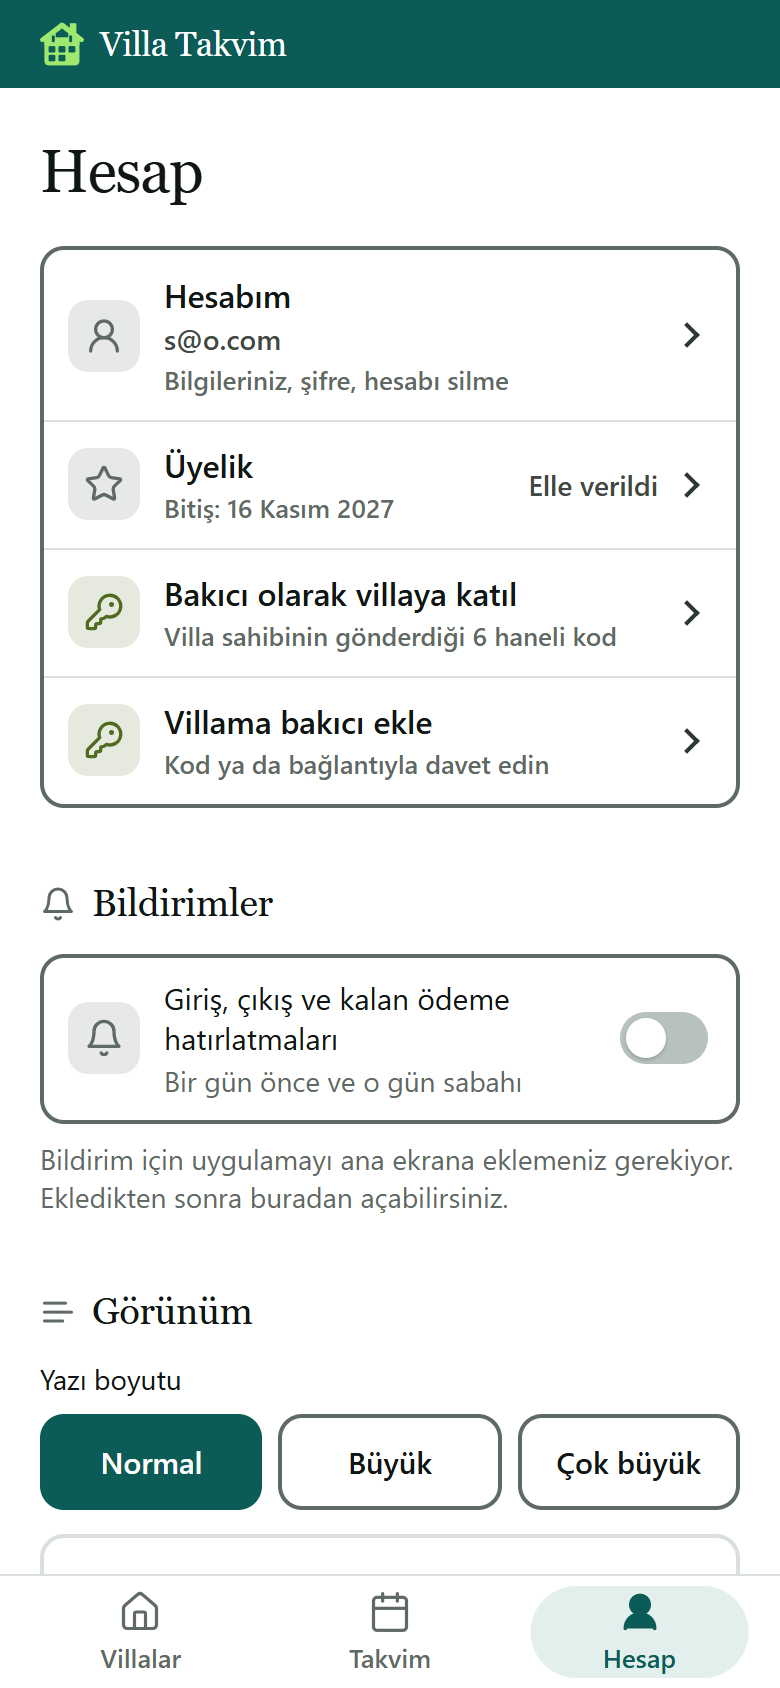 Villa Takvim
Hesap
Hesabım
s@o.com
Bilgileriniz, şifre, hesabı silme
Üyelik
Bitiş: 16 Kasım 2027
Elle verildi
Bakıcı olarak villaya katıl
Villa sahibinin gönderdiği 6 haneli kod
Villama bakıcı ekle
Kod ya da bağlantıyla davet edin
Bildirimler
Giriş, çıkış ve kalan ödeme
hatırlatmaları
Bir gün önce ve o gün sabahı
Bildirim için uygulamayı ana ekrana eklemeniz gerekiyor.
Ekledikten sonra buradan açabilirsiniz.
Görünüm
Yazı boyutu
Normal
Büyük
Çok büyük
Villalar
Takvim
Hesap